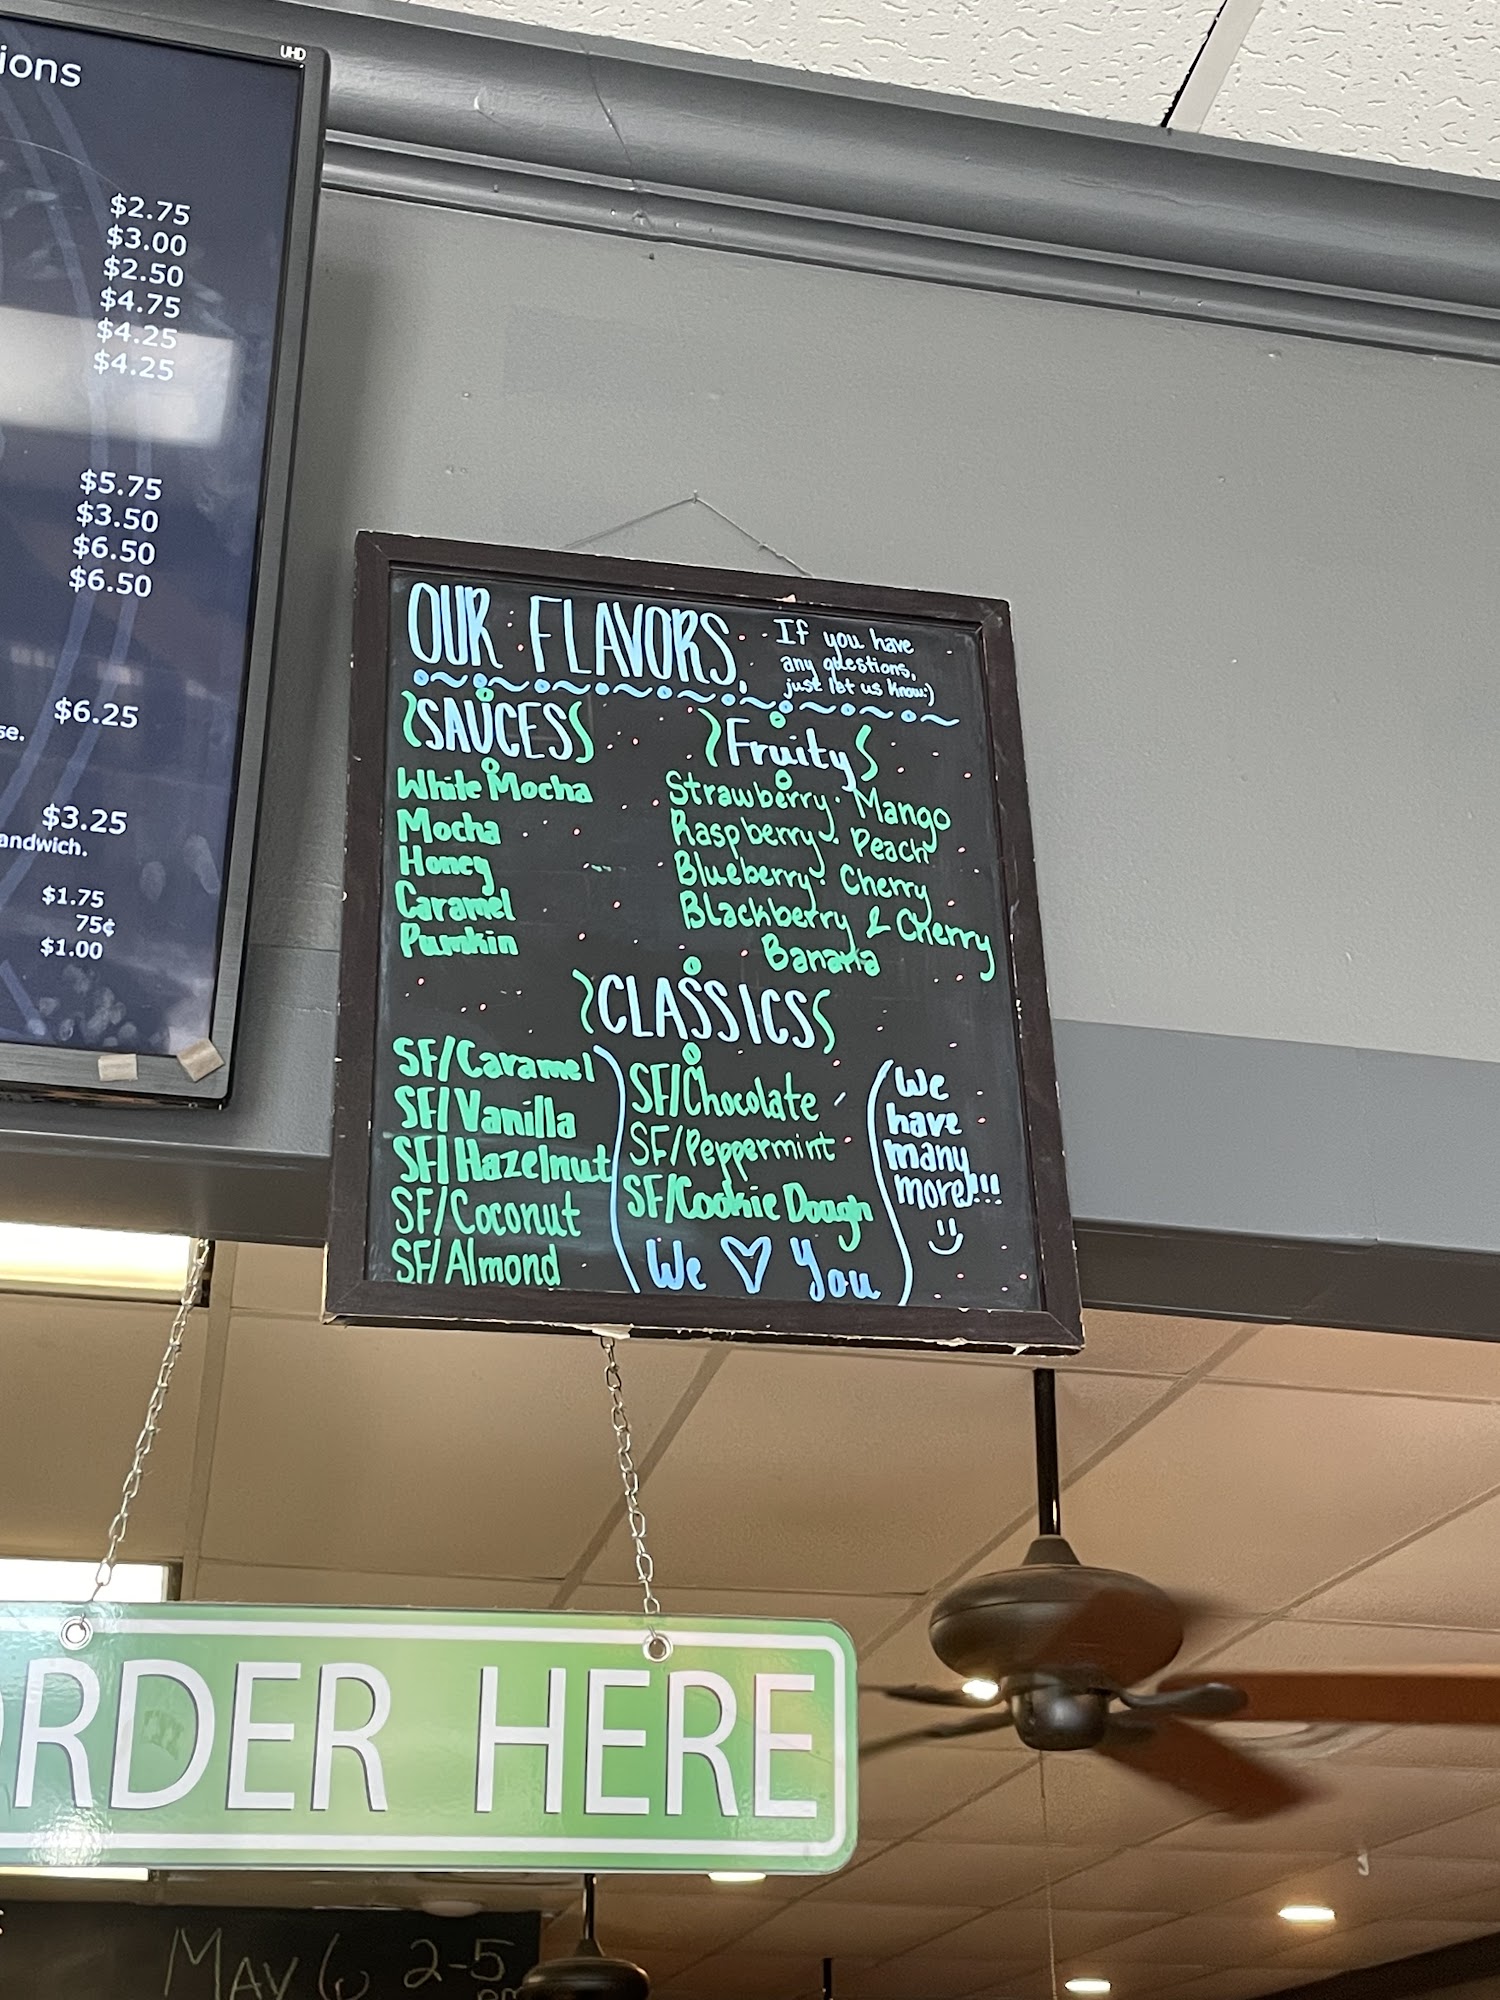 ions
UHD
$2.75
$3.00
$2.50
$4.75
$4.25
$4.25
$5.75
$3.50
$6.50
$6.50
$6.25
se.
$3.25
andwich.
$1.75
75¢
$1.00
OUR FLAVORS
If you have
any questions,
just let us know:)
SAUCES
White Mocha
Mocha
Honey
Caramel
Pumkin
Fruity
Strawberry · Mango
Raspberry · Peach
Blueberry · Cherry
Blackberry & Cherry
Banana
CLASSICS
SF/Caramel
SF/Vanilla
SF/Hazelnut
SF/Coconut
SF/Almond
SF/Chocolate
SF/Peppermint
SF/Cookie Dough
We ♡ You
We
have
many
more!!!
ORDER HERE
MAY 6 2-5